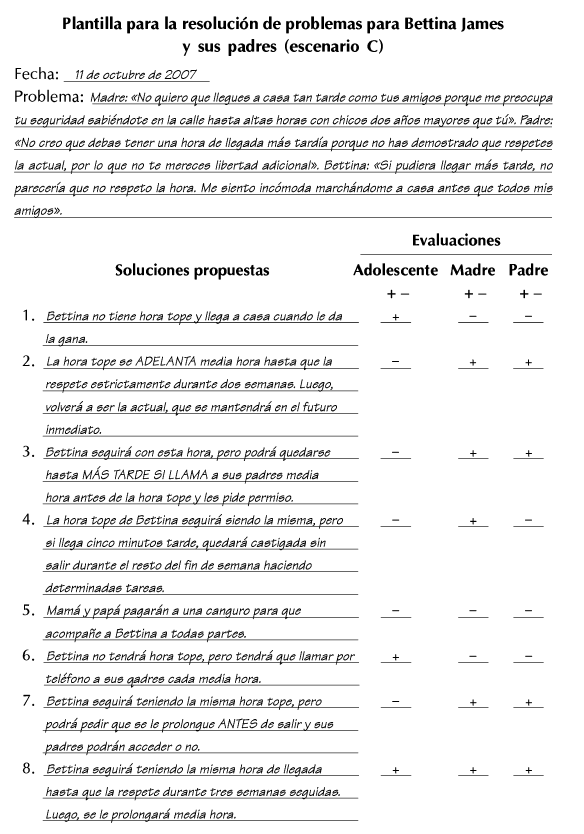 Plantilla para la resolución de problemas para Bettina James
y sus padres (escenario C)
Fecha: 11 de octubre de 2007
Problema: Madre: «No quiero que llegues a casa tan tarde como tus amigos porque me preocupa
tu seguridad sabiéndote en la calle hasta altas horas con chicos dos años mayores que tú». Padre:
«No creo que debas tener una hora de llegada más tardía porque no has demostrado que respetes
la actual, por lo que no te mereces libertad adicional». Bettina: «Si pudiera llegar más tarde, no
parecería que no respeto la hora. Me siento incómoda marchándome a casa antes que todos mis
amigos».
Evaluaciones
Soluciones propuestas Adolescente Madre Padre
+ − + − + −
1. Bettina no tiene hora tope y llega a casa cuando le da + − −
la gana.
2. La hora tope se ADELANTA media hora hasta que la − + +
respete estrictamente durante dos semanas. Luego,
volverá a ser la actual, que se mantendrá en el futuro
inmediato.
3. Bettina seguirá con esta hora, pero podrá quedarse − + +
hasta MÁS TARDE SI LLAMA a sus padres media
hora antes de la hora tope y les pide permiso.
4. La hora tope de Bettina seguirá siendo la misma, pero − + −
si llega cinco minutos tarde, quedará castigada sin
salir durante el resto del fin de semana haciendo
determinadas tareas.
5. Mamá y papá pagarán a una canguro para que − − −
acompañe a Bettina a todas partes.
6. Bettina no tendrá hora tope, pero tendrá que llamar por + − −
teléfono a sus qadres cada media hora.
7. Bettina seguirá teniendo la misma hora tope, pero − + +
podrá pedir que se le prolongue ANTES de salir y sus
padres podrán acceder o no.
8. Bettina seguirá teniendo la misma hora de llegada + + +
hasta que la respete durante tres semanas seguidas.
Luego, se le prolongará media hora.